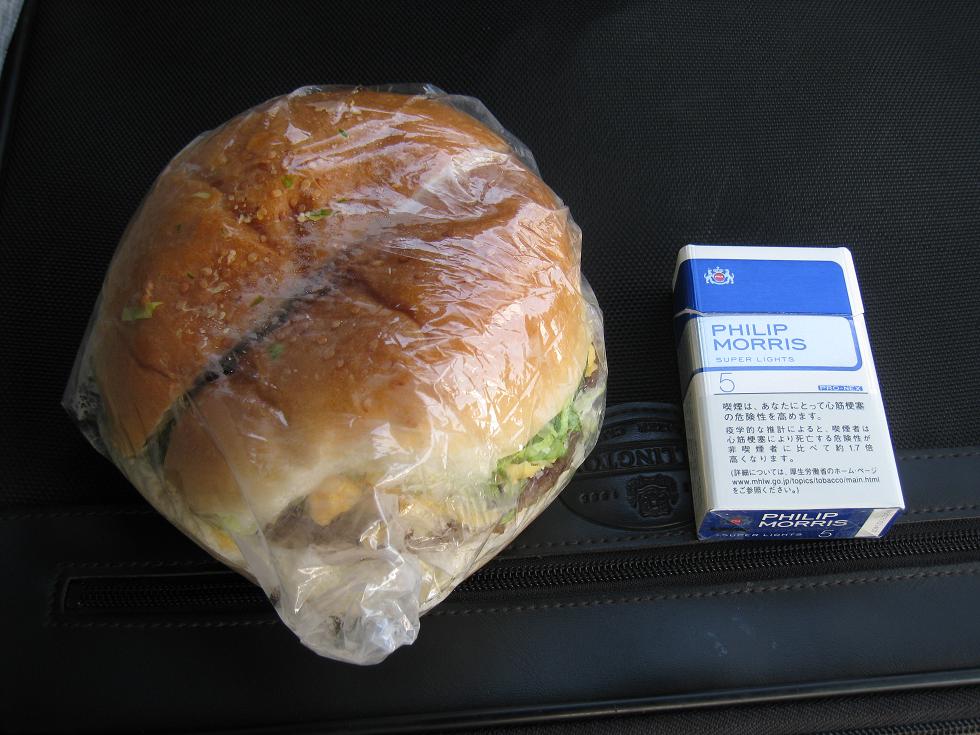 PHILIP
MORRIS
SUPER LIGHTS
5
PRO-NEX
喫煙は、あなたにとって心筋梗塞
の危険性を高めます。
疫学的な推計によると、喫煙者は
心筋梗塞により死亡する危険性が
非喫煙者に比べて約1.7倍
高くなります。
(詳細については、厚生労働省のホーム・ページ
www.mhlw.go.jp/topics/tobacco/main.html
をご参照ください。)
PHILIP
MORRIS
SUPER LIGHTS 5